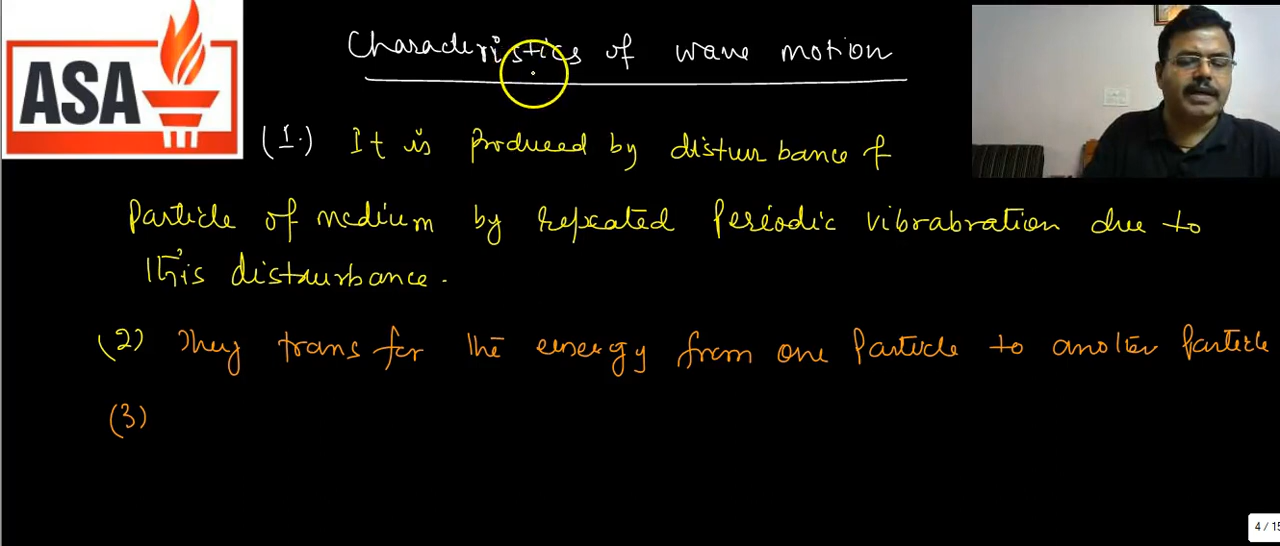 Characteristics of wave motion
ASA
(1.) It is produced by disturbance of
Particle of medium by repeated Periodic vibrabration due to
this disturbance.
(2) They transfor the energy from one Particle to another Particle
(3)
4 / 15